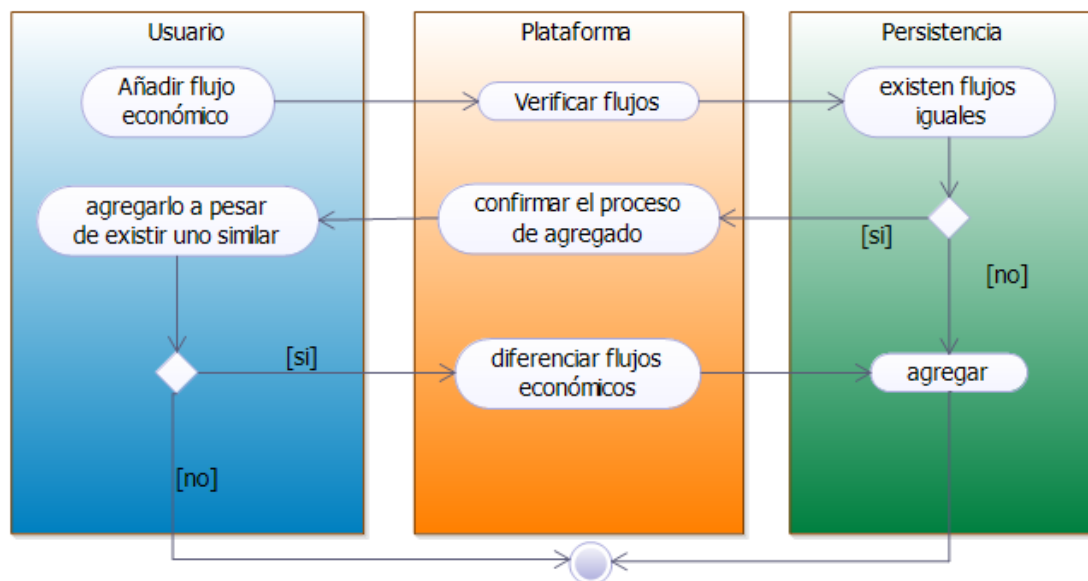 Usuario
Plataforma
Persistencia
Añadir flujo
económico
Verificar flujos
existen flujos
iguales
agregarlo a pesar
de existir uno similar
confirmar el proceso
de agregado
[si]
[no]
[si]
diferenciar flujos
económicos
agregar
[no]